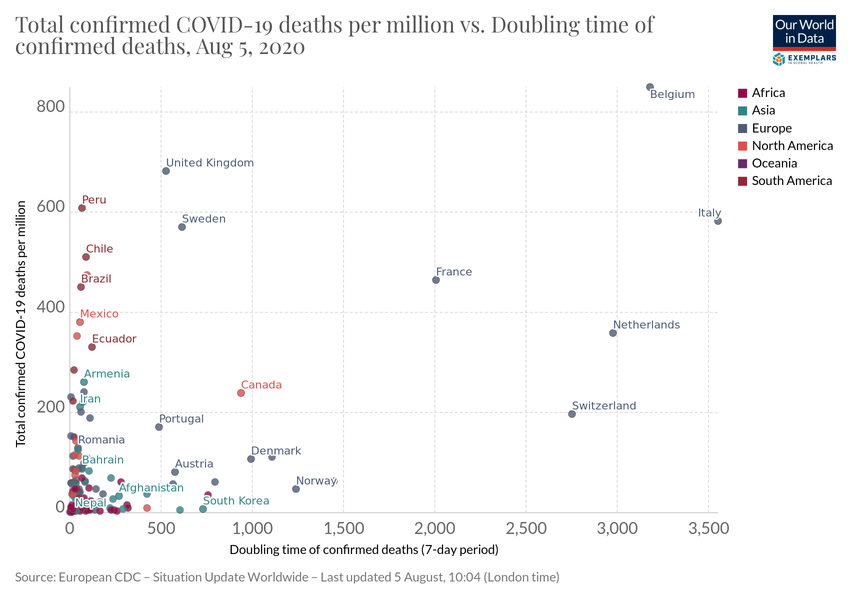 Total confirmed COVID-19 deaths per million vs. Doubling time of
confirmed deaths, Aug 5, 2020
Our World
in Data
EXEMPLARS
IN GLOBAL HEALTH
Africa
Asia
Europe
North America
Oceania
South America
Total confirmed COVID-19 deaths per million
800
600
400
200
0
Belgium
United Kingdom
Peru
Italy
Sweden
Chile
France
Brazil
Mexico
Netherlands
Ecuador
Armenia
Canada
Iran
Switzerland
Portugal
Romania
Denmark
Bahrain
Austria
Norway
Afghanistan
South Korea
Nepal
0
500
1,000
1,500
2,000
2,500
3,000
3,500
Doubling time of confirmed deaths (7-day period)
Source: European CDC – Situation Update Worldwide – Last updated 5 August, 10:04 (London time)